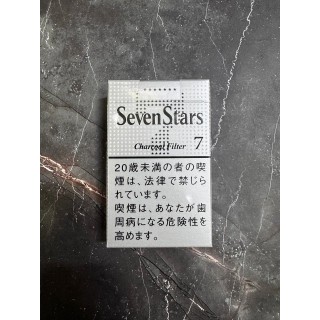 Seven Stars
Charcoal Filter 7
20歳未満の者の喫
煙は、法律で禁じら
れています。
喫煙は、あなたが歯
周病になる危険性を
高めます。